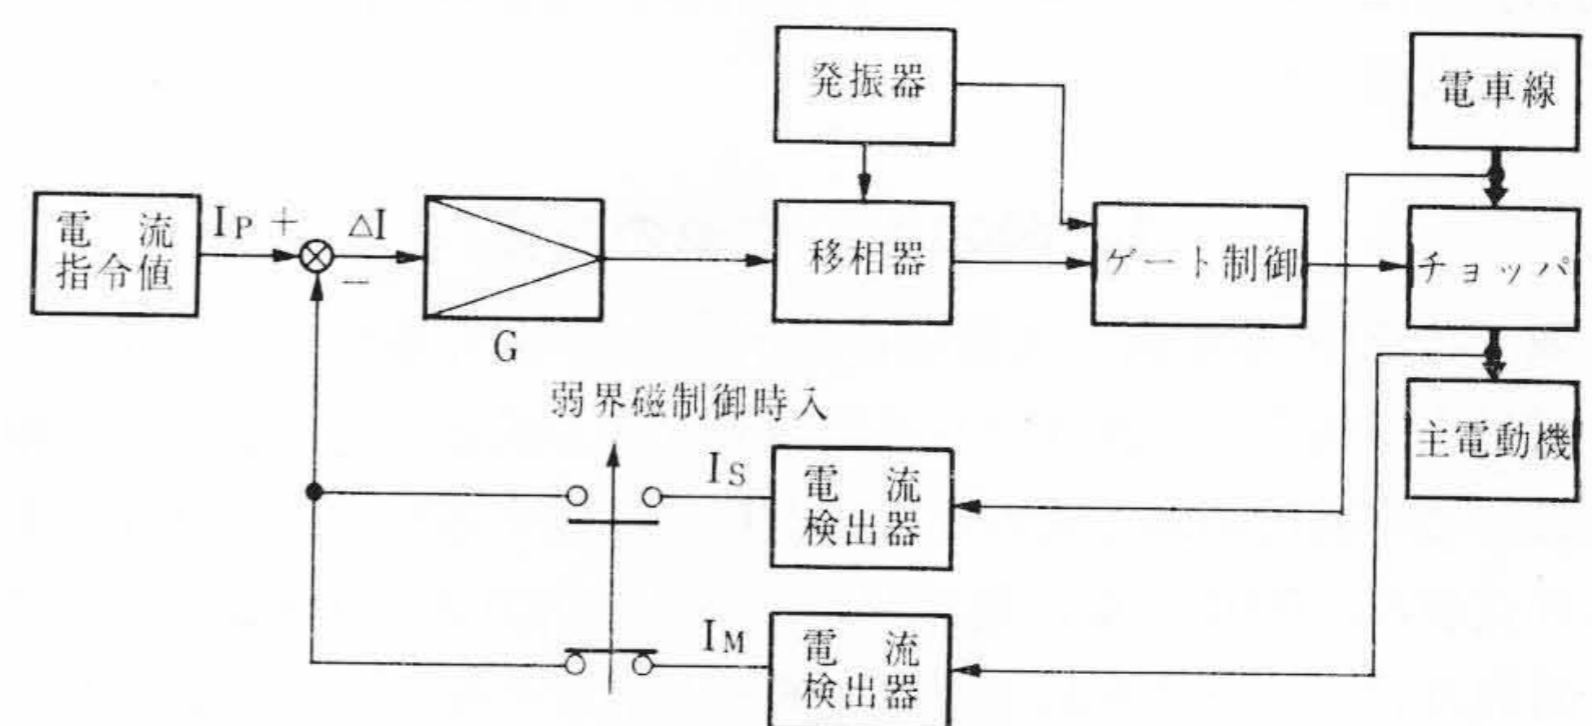 発振器
電車線
電流
指令値
IP
+
ΔI
−
G
移相器
ゲート制御
チョッパ
主電動機
弱界磁制御時入
IS
電流
検出器
IM
電流
検出器